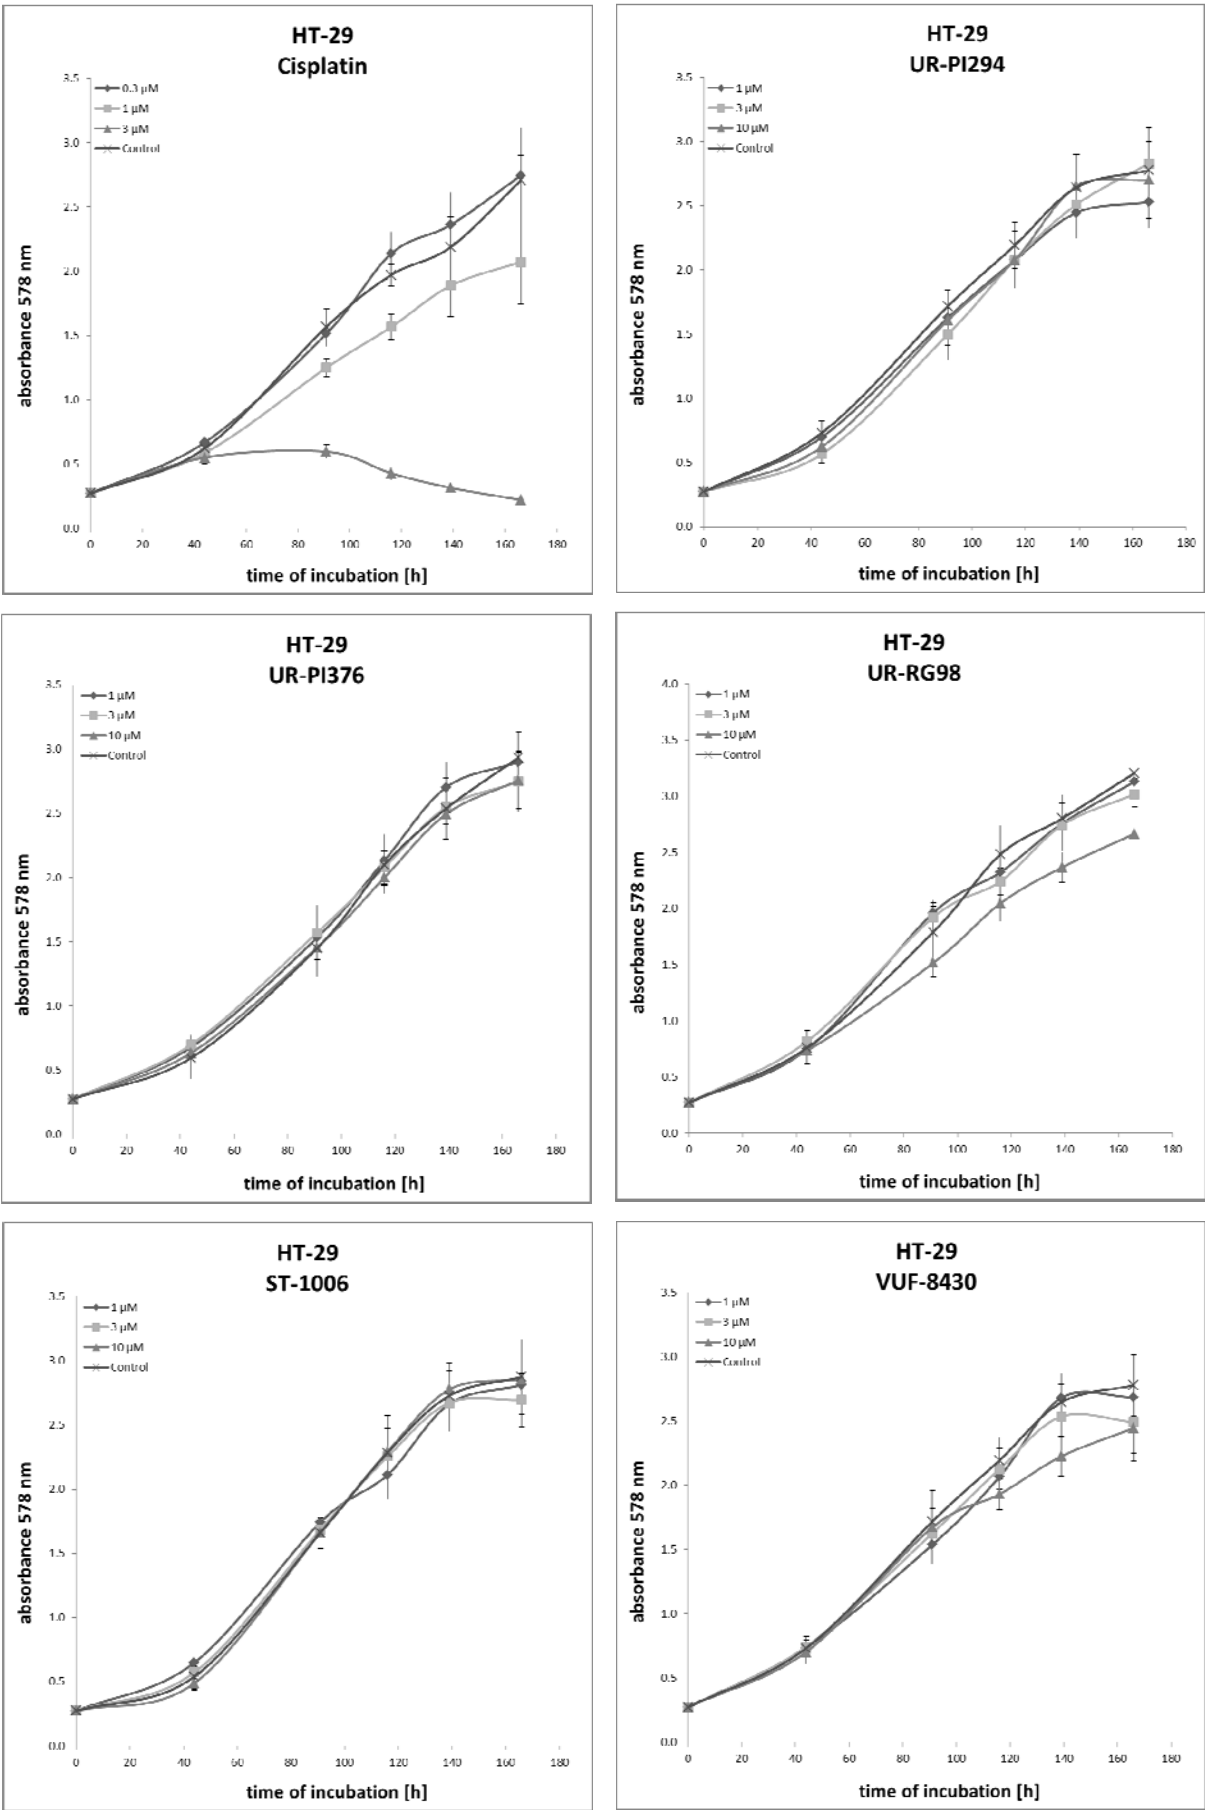 HT-29
Cisplatin
3.5
3.0
2.5
2.0
1.5
1.0
0.5
0.0
0.3 µM
1 µM
3 µM
Control
absorbance 578 nm
0 20 40 60 80 100 120 140 160 180
time of incubation [h]
HT-29
UR-PI294
3.5
3.0
2.5
2.0
1.5
1.0
0.5
0.0
1 µM
3 µM
10 µM
Control
absorbance 578 nm
0 20 40 60 80 100 120 140 160 180
time of incubation [h]
HT-29
UR-PI376
3.5
3.0
2.5
2.0
1.5
1.0
0.5
0.0
1 µM
3 µM
10 µM
Control
absorbance 578 nm
0 20 40 60 80 100 120 140 160 180
time of incubation [h]
HT-29
UR-RG98
4.0
3.5
3.0
2.5
2.0
1.5
1.0
0.5
0.0
1 µM
3 µM
10 µM
Control
absorbance 578 nm
0 20 40 60 80 100 120 140 160 180
time of incubation [h]
HT-29
ST-1006
3.5
3.0
2.5
2.0
1.5
1.0
0.5
0.0
1 µM
3 µM
10 µM
Control
absorbance 578 nm
0 20 40 60 80 100 120 140 160 180
time of incubation [h]
HT-29
VUF-8430
3.5
3.0
2.5
2.0
1.5
1.0
0.5
0.0
1 µM
3 µM
10 µM
Control
absorbance 578 nm
0 20 40 60 80 100 120 140 160 180
time of incubation [h]